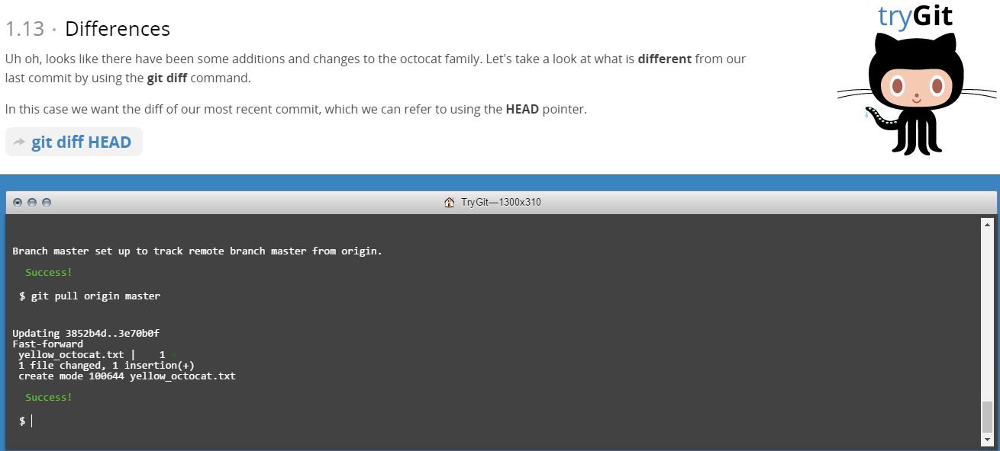 tryGit
1.13 · Differences
Uh oh, looks like there have been some additions and changes to the octocat family. Let's take a look at what is different from our
last commit by using the git diff command.
In this case we want the diff of our most recent commit, which we can refer to using the HEAD pointer.
git diff HEAD
TryGit—1300x310
Branch master set up to track remote branch master from origin.
Success!
$ git pull origin master
Updating 3852b4d..3e70b0f
Fast-forward
yellow_octocat.txt |    1 +
1 file changed, 1 insertion(+)
create mode 100644 yellow_octocat.txt
Success!
$